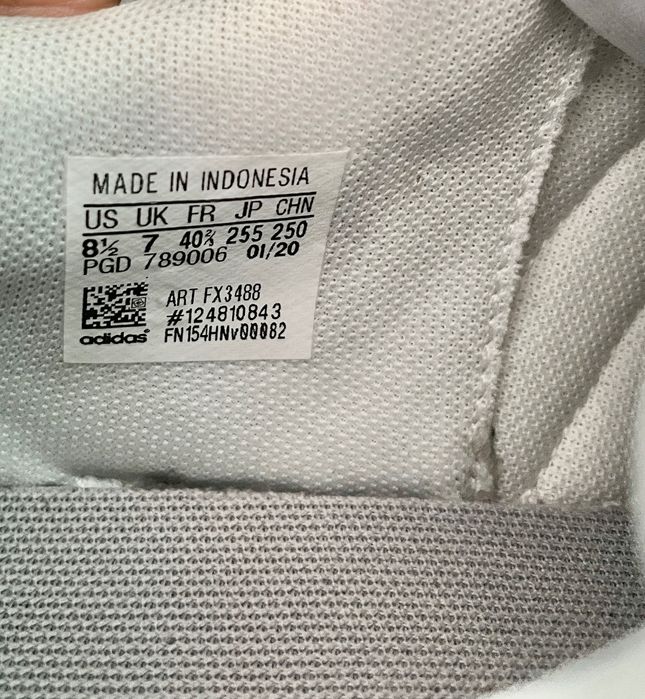 MADE IN INDONESIA
US UK FR JP CHN
8½ 7 40⅔ 255 250
PGD 789006 01/20
ART FX3488
#124810843
adidas® FN154HNv00082